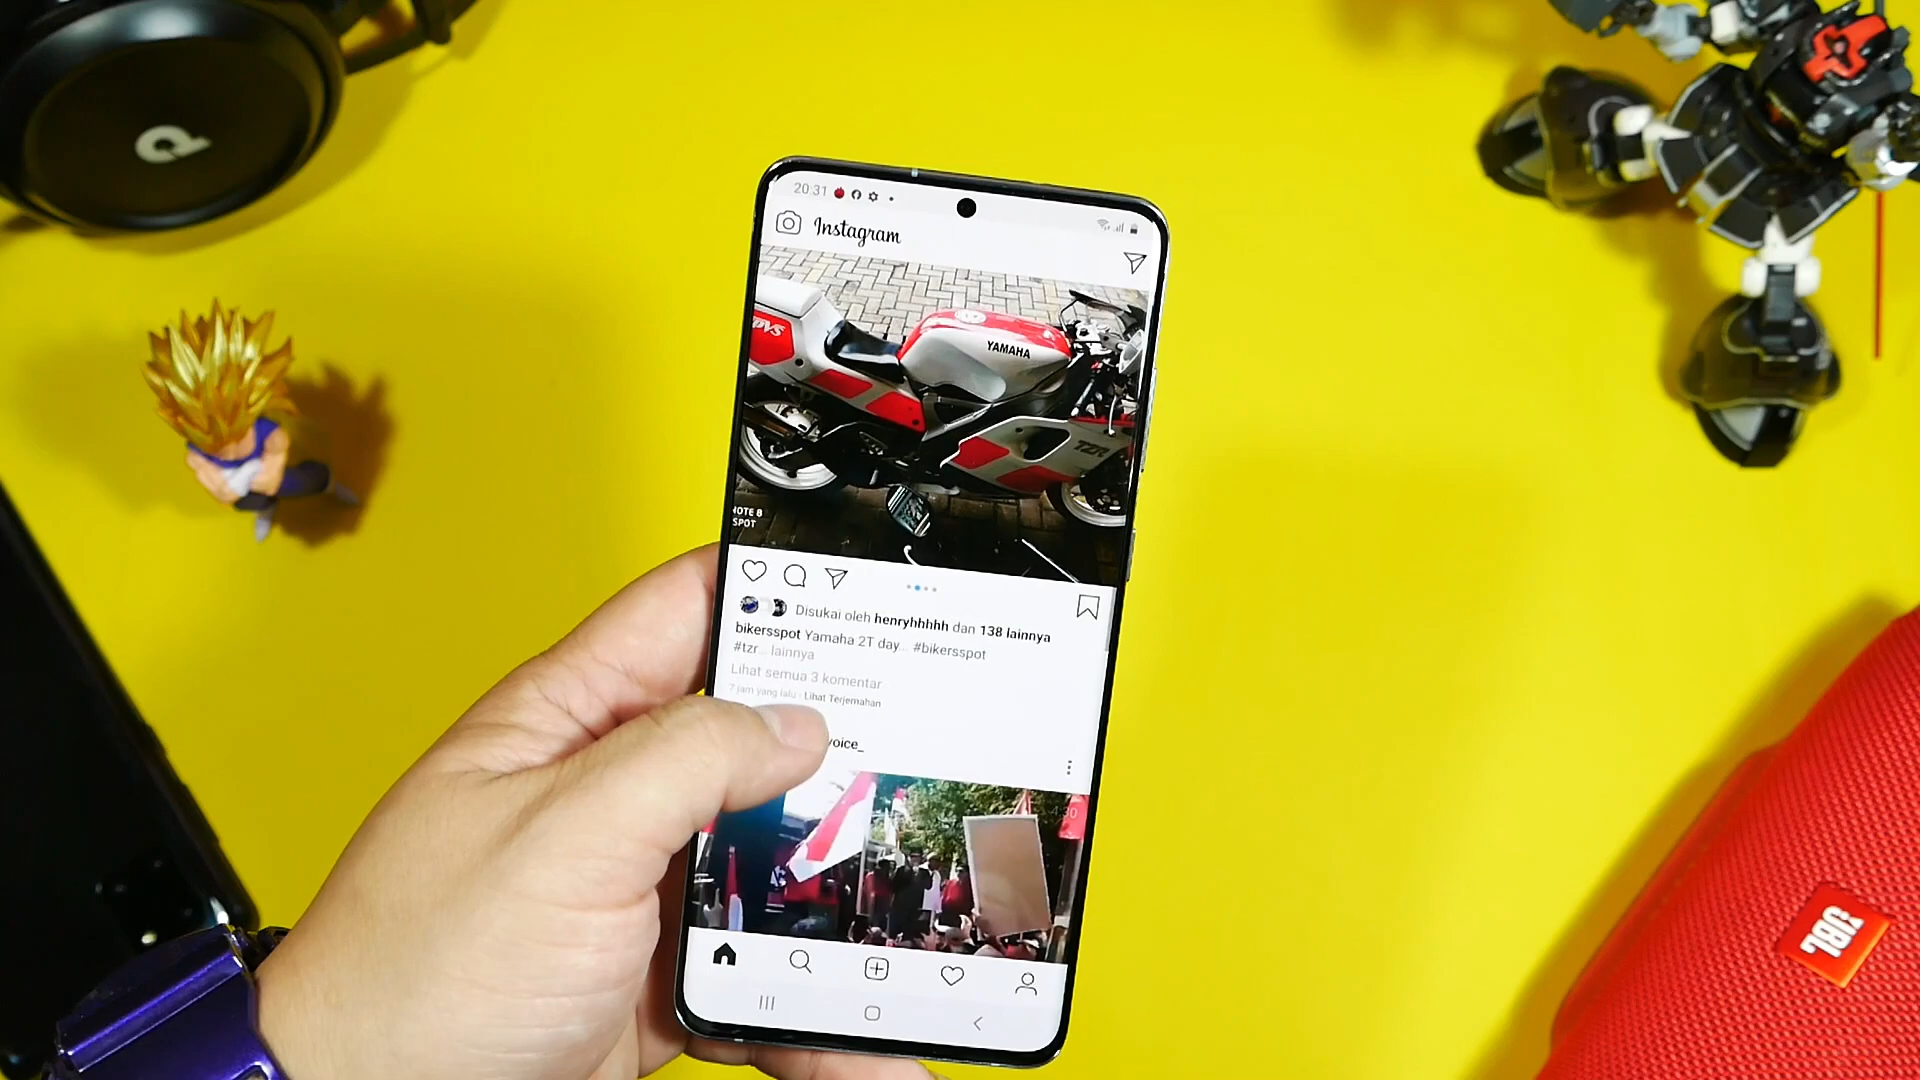 20:31
Instagram
PVS
YAMAHA
TZR
NOTE 8
SPOT
Disukai oleh henryhhhhh dan 138 lainnya
bikersspot Yamaha 2T day... #bikersspot
#tzr... lainnya
Lihat semua 3 komentar
7 jam yang lalu · Lihat Terjemahan
voice_
JBL